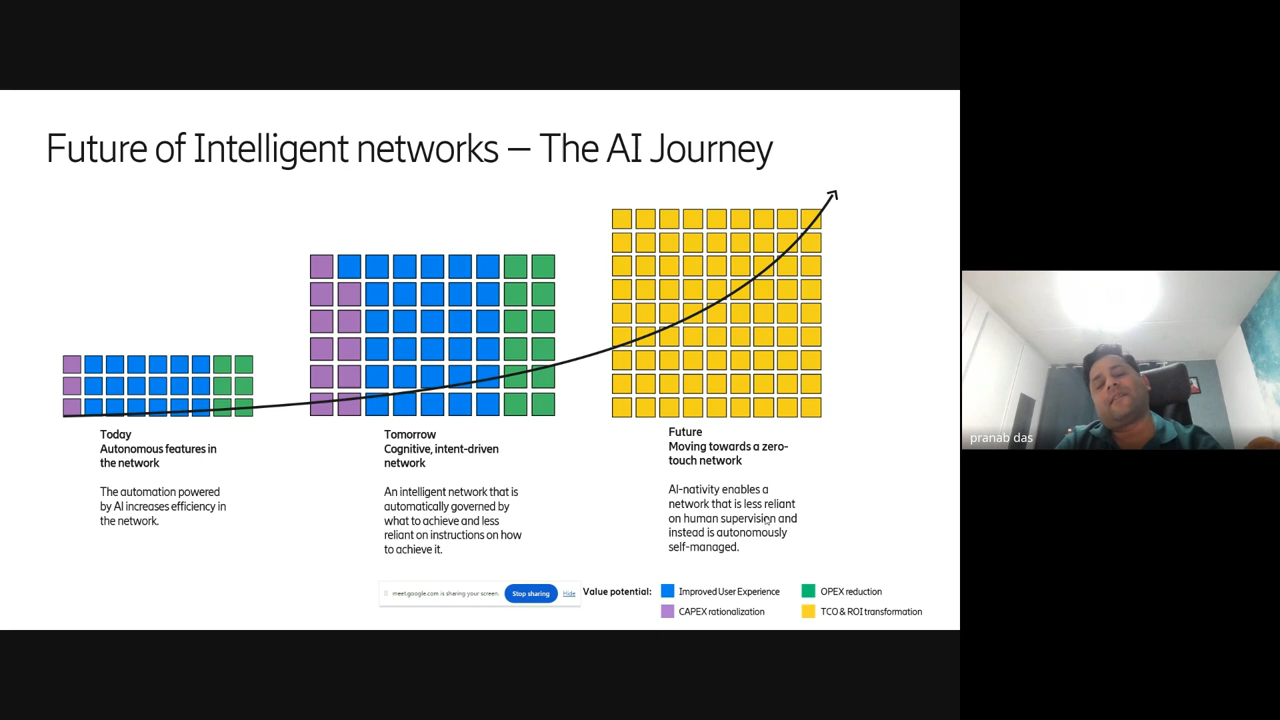 Future of Intelligent networks – The AI Journey
Today
Autonomous features in
the network
The automation powered
by AI increases efficiency in
the network.
Tomorrow
Cognitive, intent-driven
network
An intelligent network that is
automatically governed by
what to achieve and less
reliant on instructions on how
to achieve it.
Future
Moving towards a zero-
touch network
AI-nativity enables a
network that is less reliant
on human supervision and
instead is autonomously
self-managed.
meet.google.com is sharing your screen.
Stop sharing
Hide
Value potential:
Improved User Experience
OPEX reduction
CAPEX rationalization
TCO & ROI transformation
pranab das